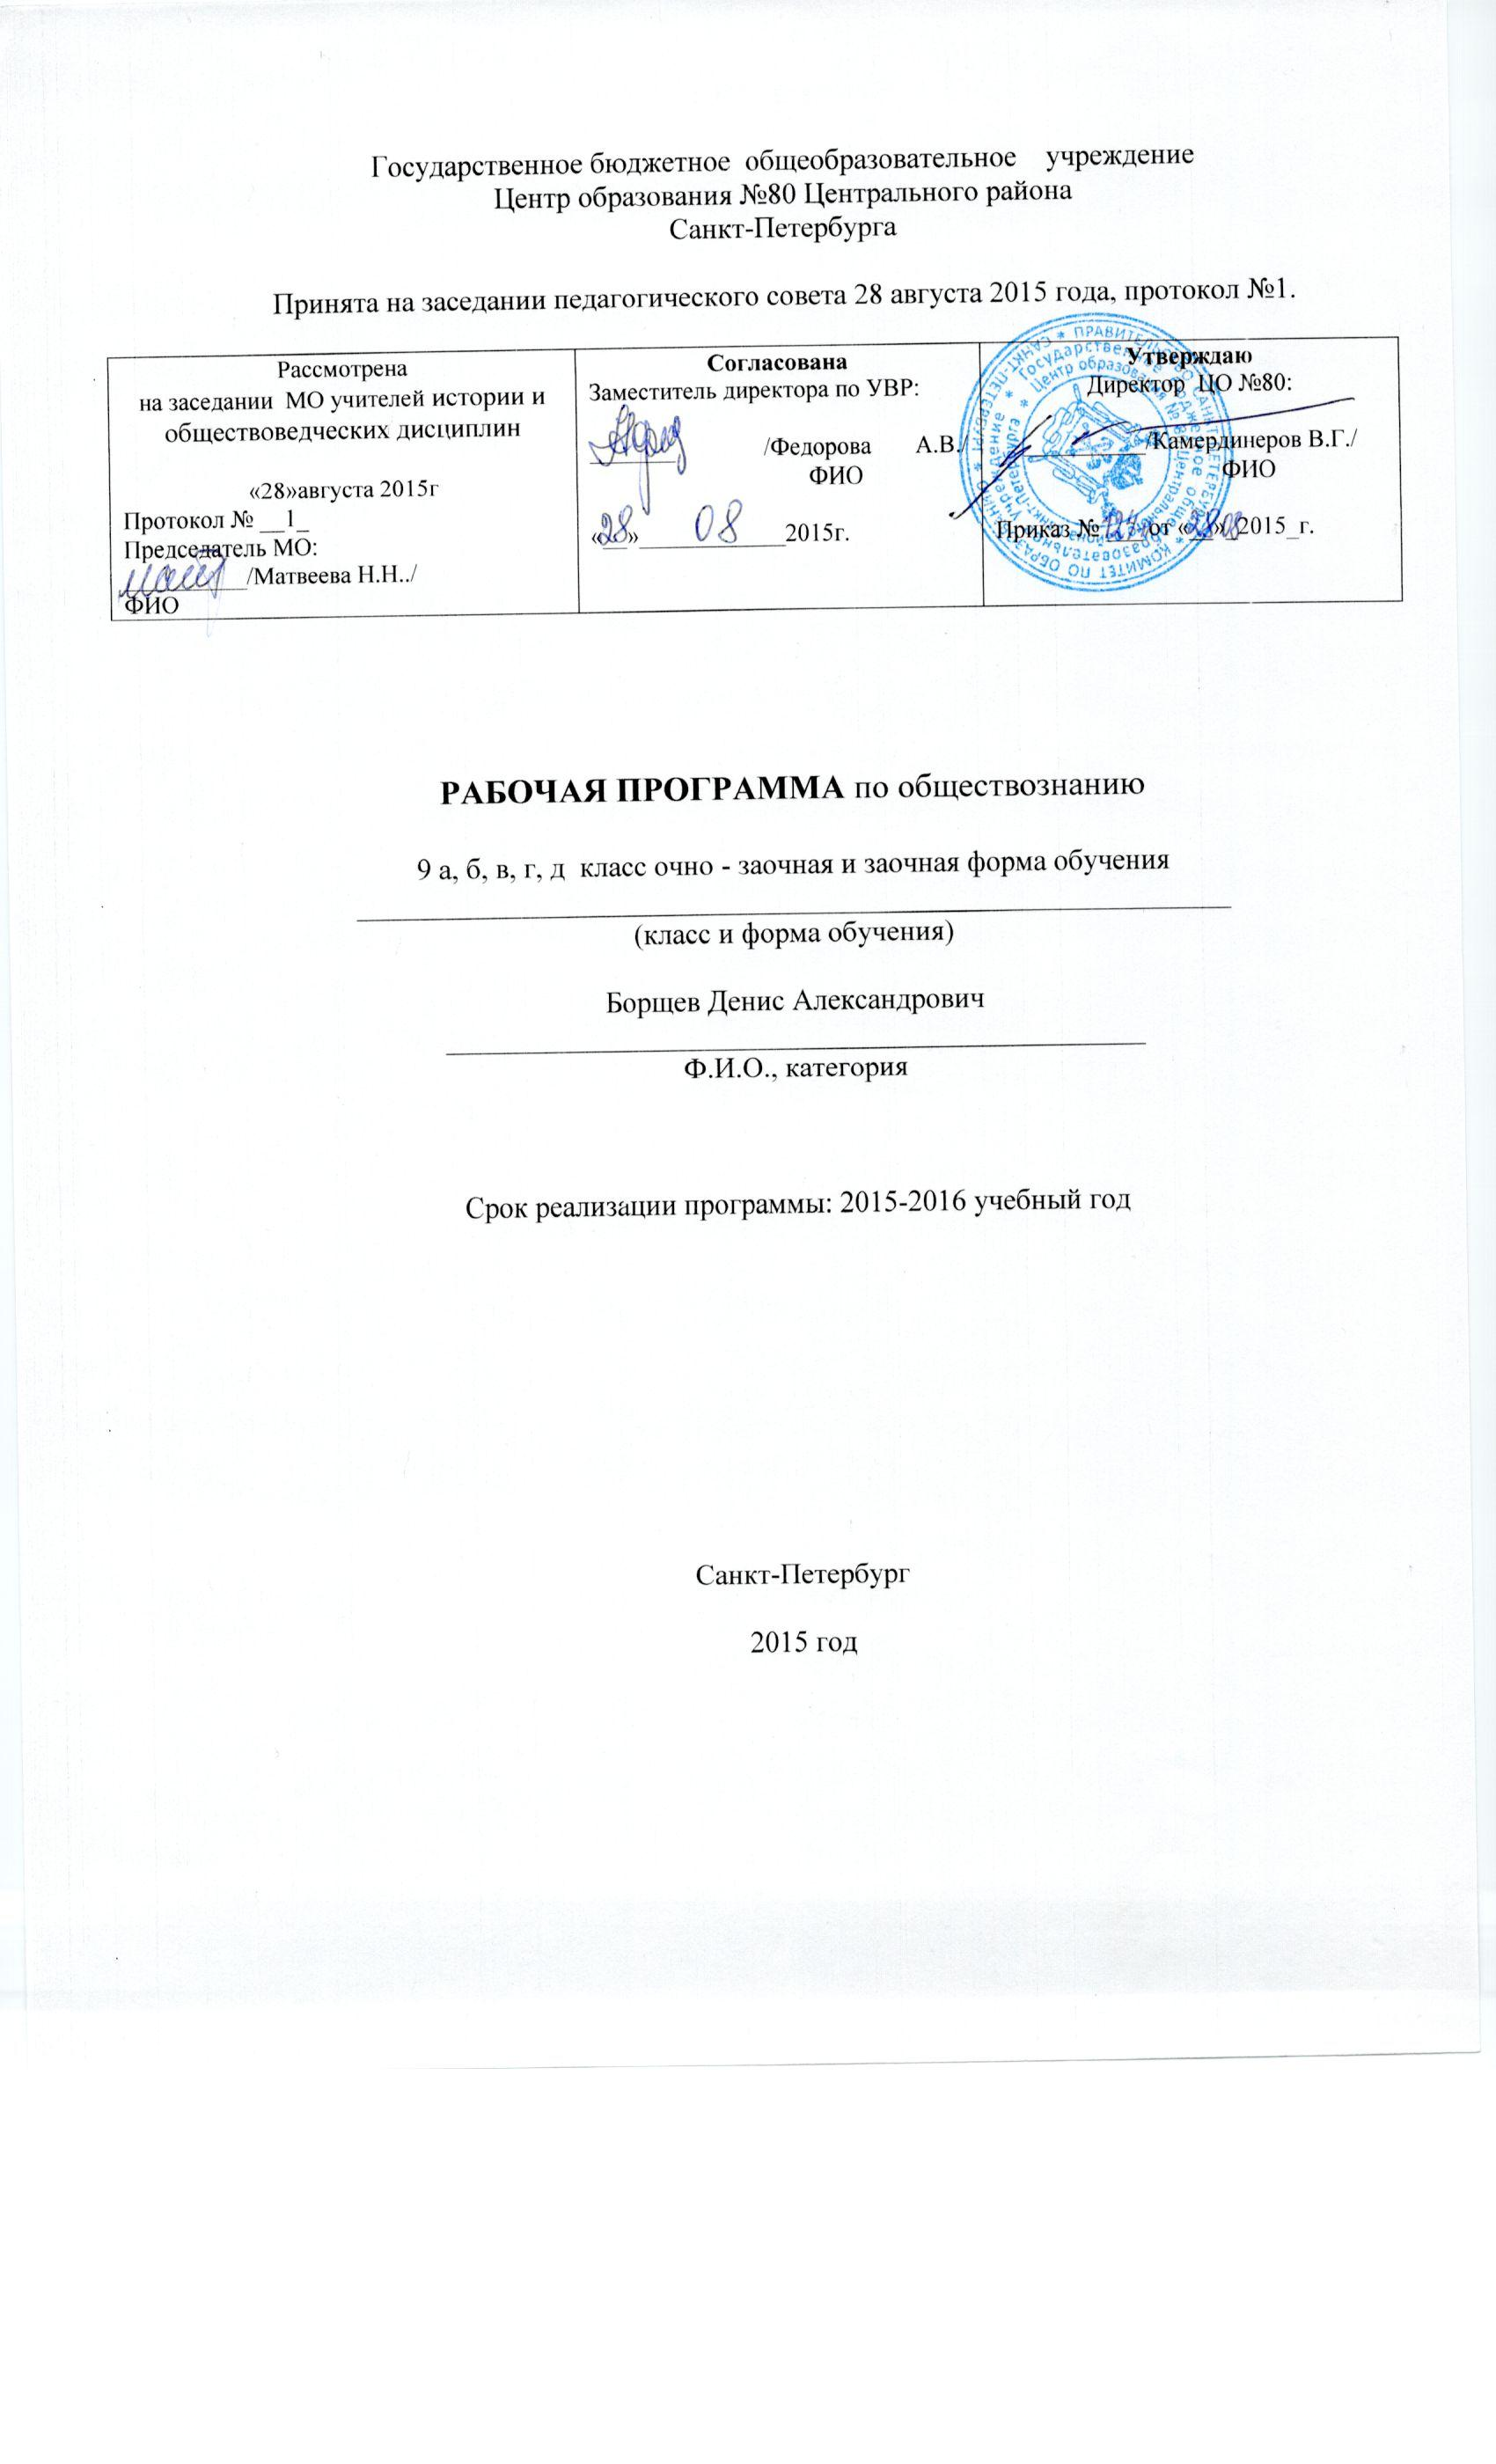 Государственное бюджетное общеобразовательное учреждение
Центр образования №80 Центрального района
Санкт-Петербурга
Принята на заседании педагогического совета 28 августа 2015 года, протокол №1.
Рассмотрена
на заседании МО учителей истории и
обществоведческих дисциплин
«28»августа 2015г
Протокол № __1_
Председатель МО:
/Матвеева Н.Н../
ФИО
Согласована
Заместитель директора по УВР:
/Федорова А.В./
ФИО
«28» 08 2015г.
Утверждаю
Директор ЦО №80:
/Камердинеров В.Г./
ФИО
Приказ № от «28» 08 2015_г.
РАБОЧАЯ ПРОГРАММА по обществознанию
9 а, б, в, г, д класс очно - заочная и заочная форма обучения
(класс и форма обучения)
Борщев Денис Александрович
Ф.И.О., категория
Срок реализации программы: 2015-2016 учебный год
Санкт-Петербург
2015 год